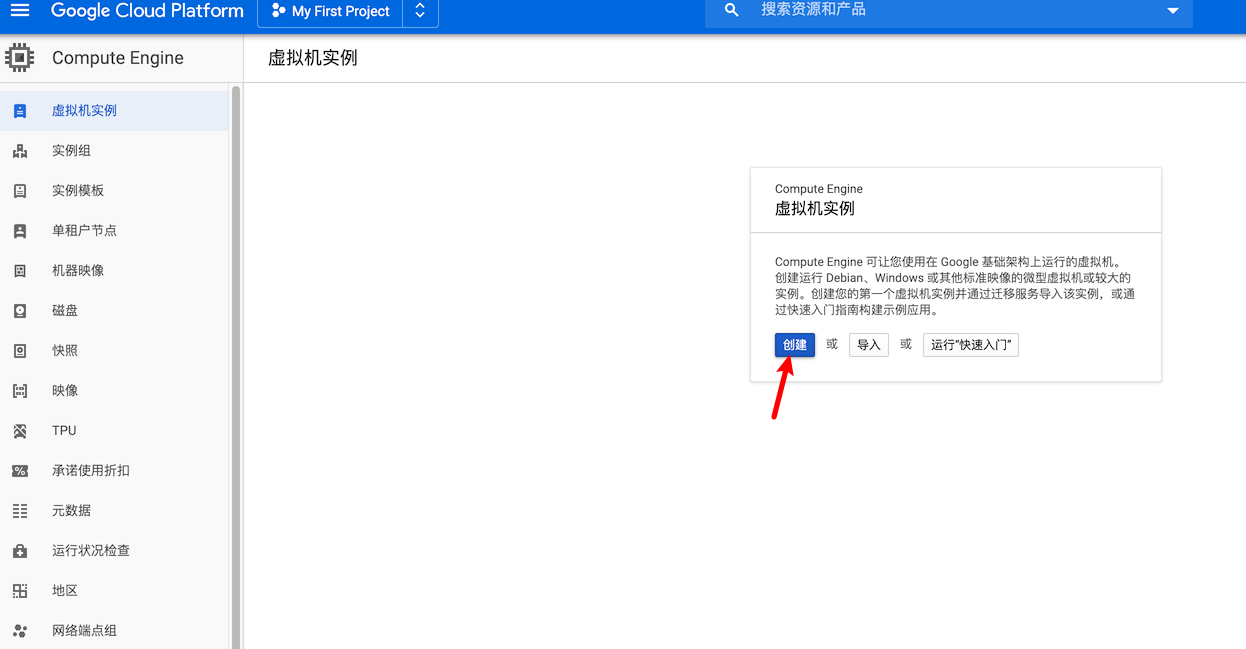 Google Cloud Platform
My First Project
搜索资源和产品
Compute Engine
虚拟机实例
虚拟机实例
实例组
实例模板
单租户节点
机器映像
磁盘
快照
映像
TPU
承诺使用折扣
元数据
运行状况检查
地区
网络端点组
Compute Engine
虚拟机实例
Compute Engine 可让您使用在 Google 基础架构上运行的虚拟机。
创建运行 Debian、Windows 或其他标准映像的微型虚拟机或较大的
实例。创建您的第一个虚拟机实例并通过迁移服务导入该实例，或通
过快速入门指南构建示例应用。
创建 或 导入 或 运行“快速入门”